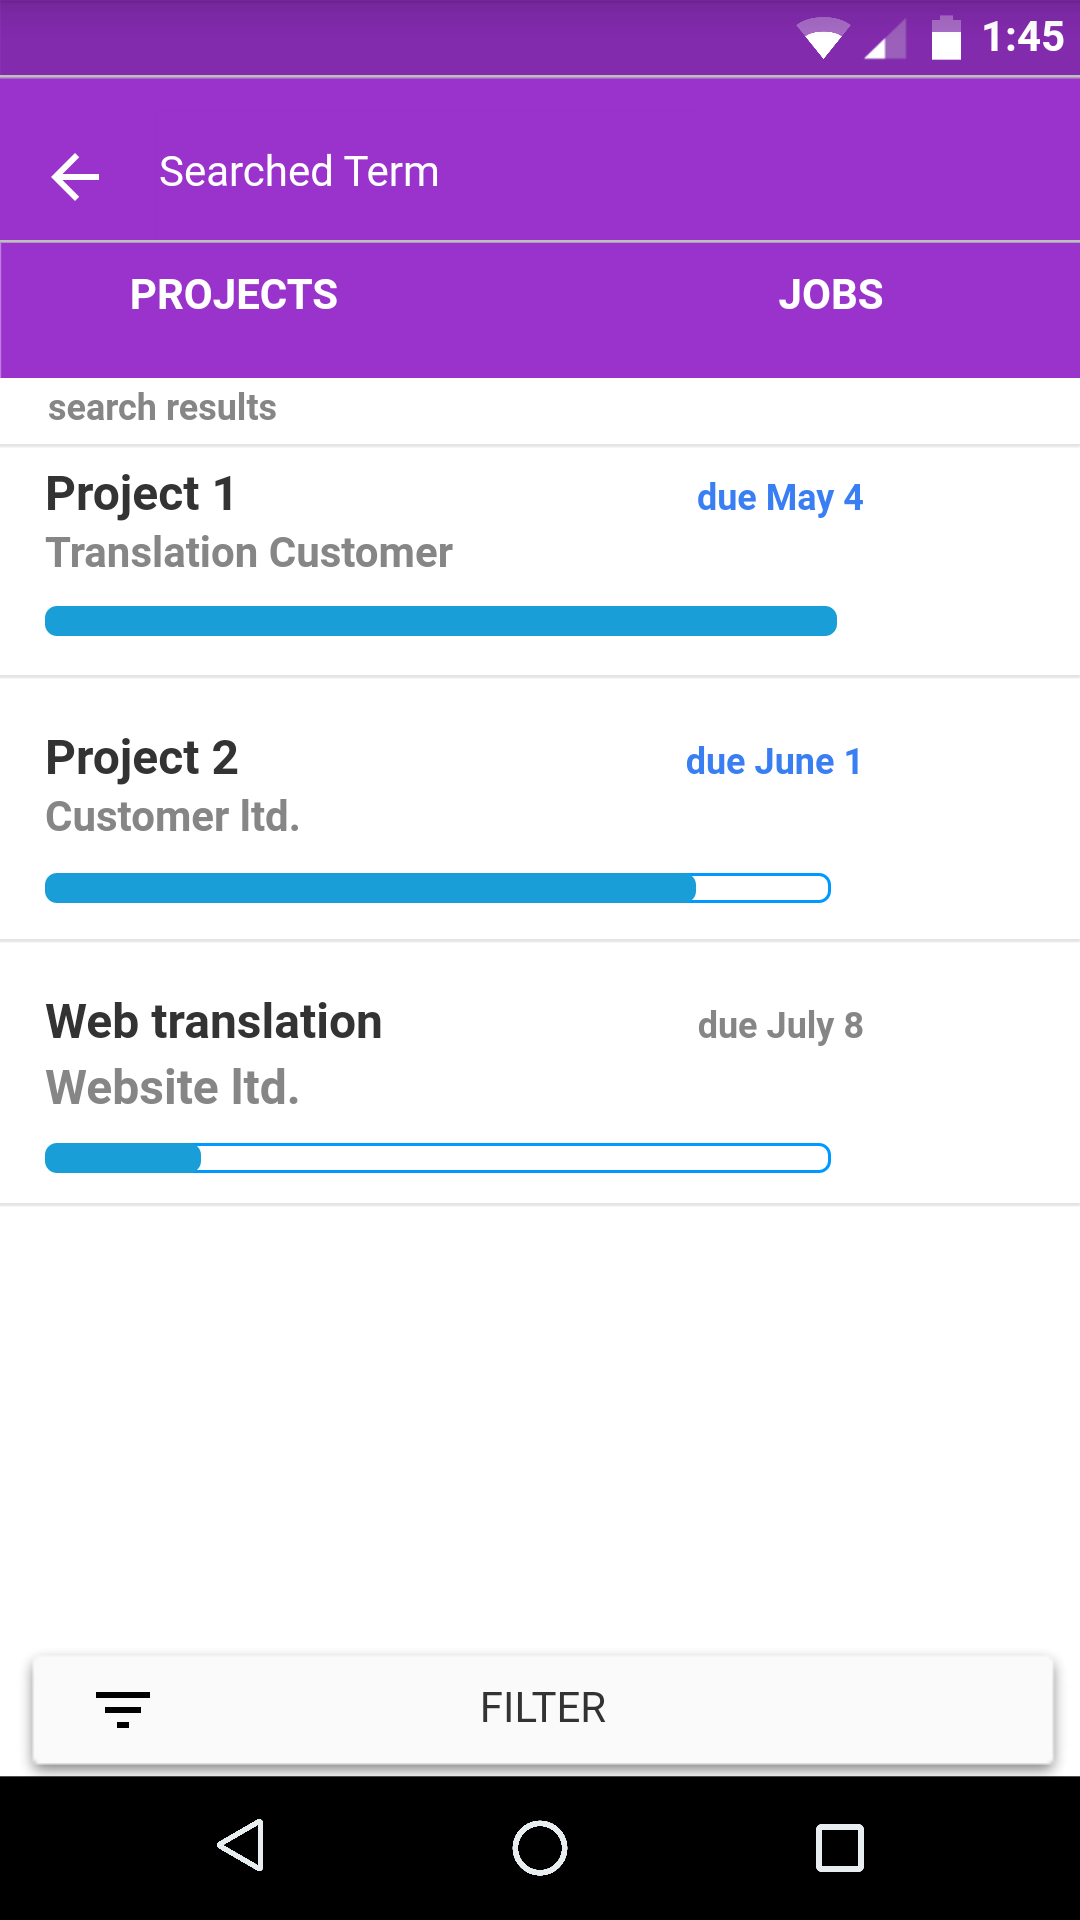 1:45
Searched Term
PROJECTS JOBS
search results
Project 1 due May 4
Translation Customer
Project 2 due June 1
Customer ltd.
Web translation due July 8
Website ltd.
FILTER